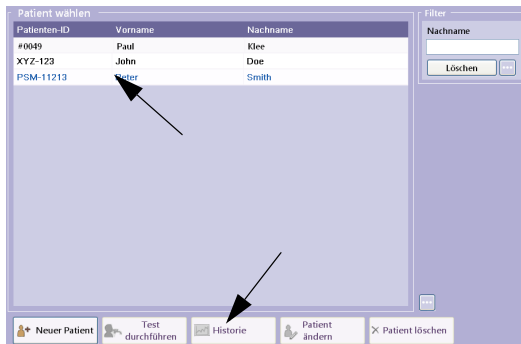 Patient wählen
Patienten-ID Vorname Nachname
#0049 Paul Klee
XYZ-123 John Doe
PSM-11213 Peter Smith
Filter
Nachname
Löschen ...
...
Neuer Patient
Test durchführen
Historie
Patient ändern
Patient löschen